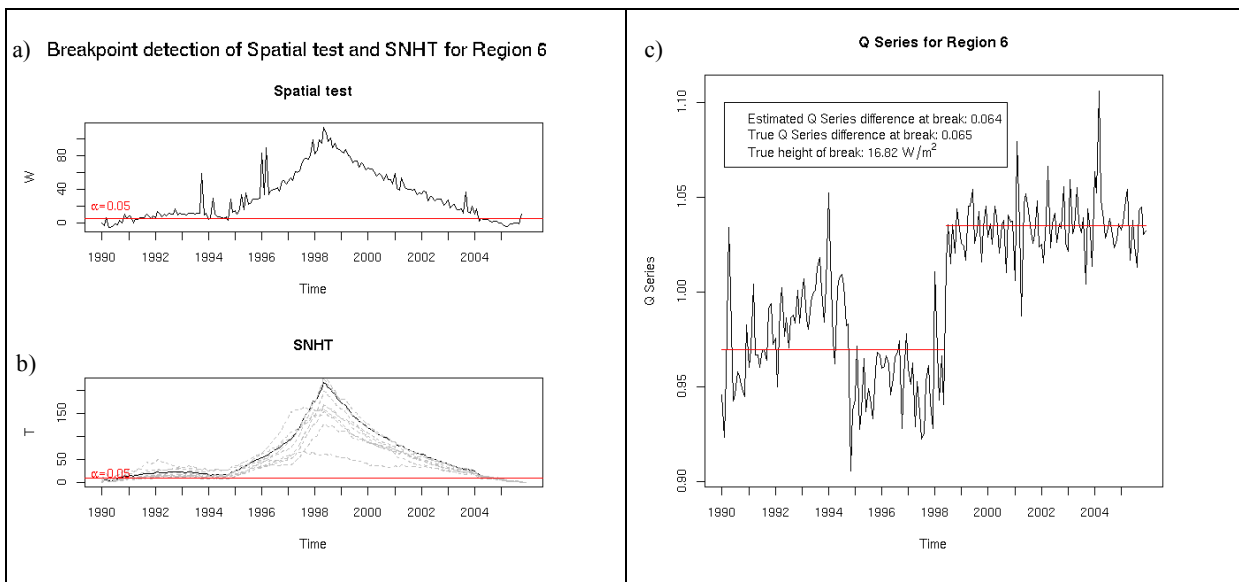 a) Breakpoint detection of Spatial test and SNHT for Region 6
Spatial test
W
80
40
0
α=0.05
1990 1992 1994 1996 1998 2000 2002 2004
Time
b)
SNHT
T
150
50
0
α=0.05
1990 1992 1994 1996 1998 2000 2002 2004
Time
c)
Q Series for Region 6
Q Series
1.10
1.05
1.00
0.95
0.90
Estimated Q Series difference at break: 0.064
True Q Series difference at break: 0.065
True height of break: 16.82 W/m²
1990 1992 1994 1996 1998 2000 2002 2004
Time